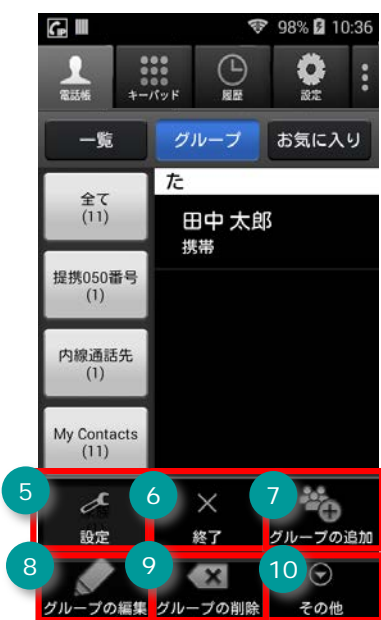 98% 10:36
電話帳 キーパッド 履歴 設定
一覧 グループ お気に入り
た
全て
(11)
田中 太郎
携帯
提携050番号
(1)
内線通話先
(1)
My Contacts
(11)
5 6 7
設定 終了 グループの追加
8 9 10
グループの編集 グループの削除 その他